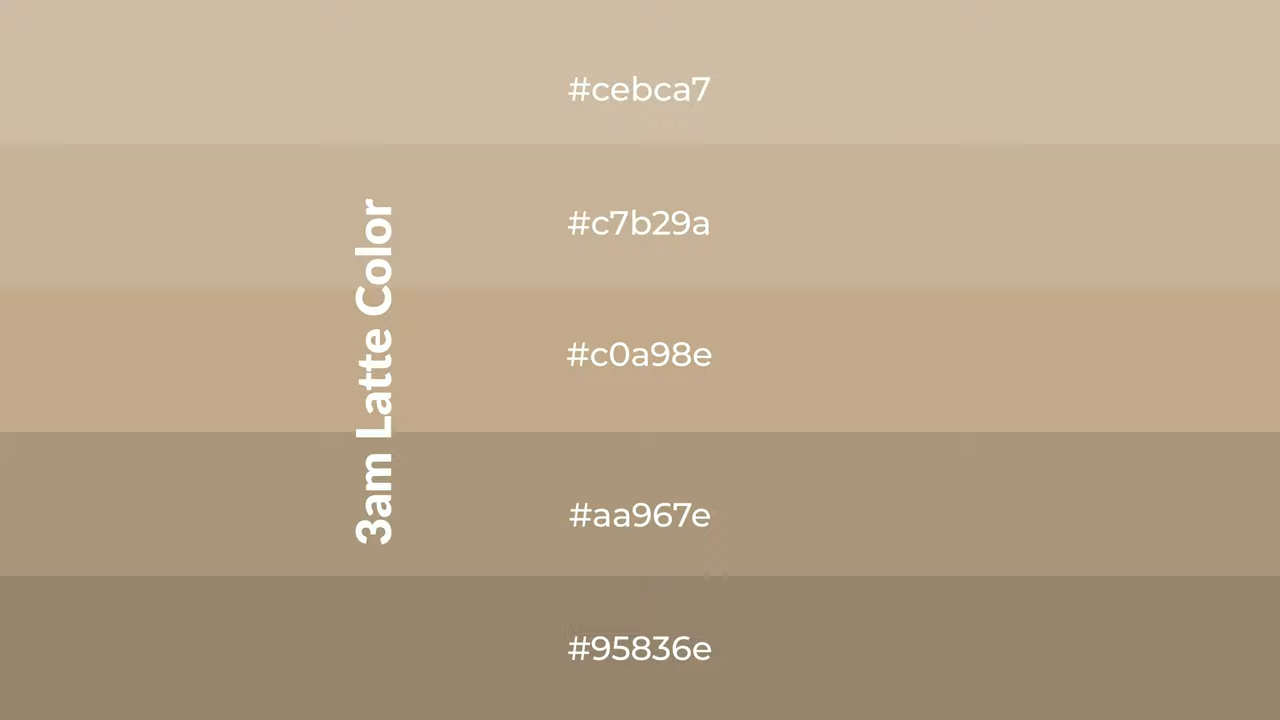 3am Latte Color
#cebca7
#c7b29a
#c0a98e
#aa967e
#95836e